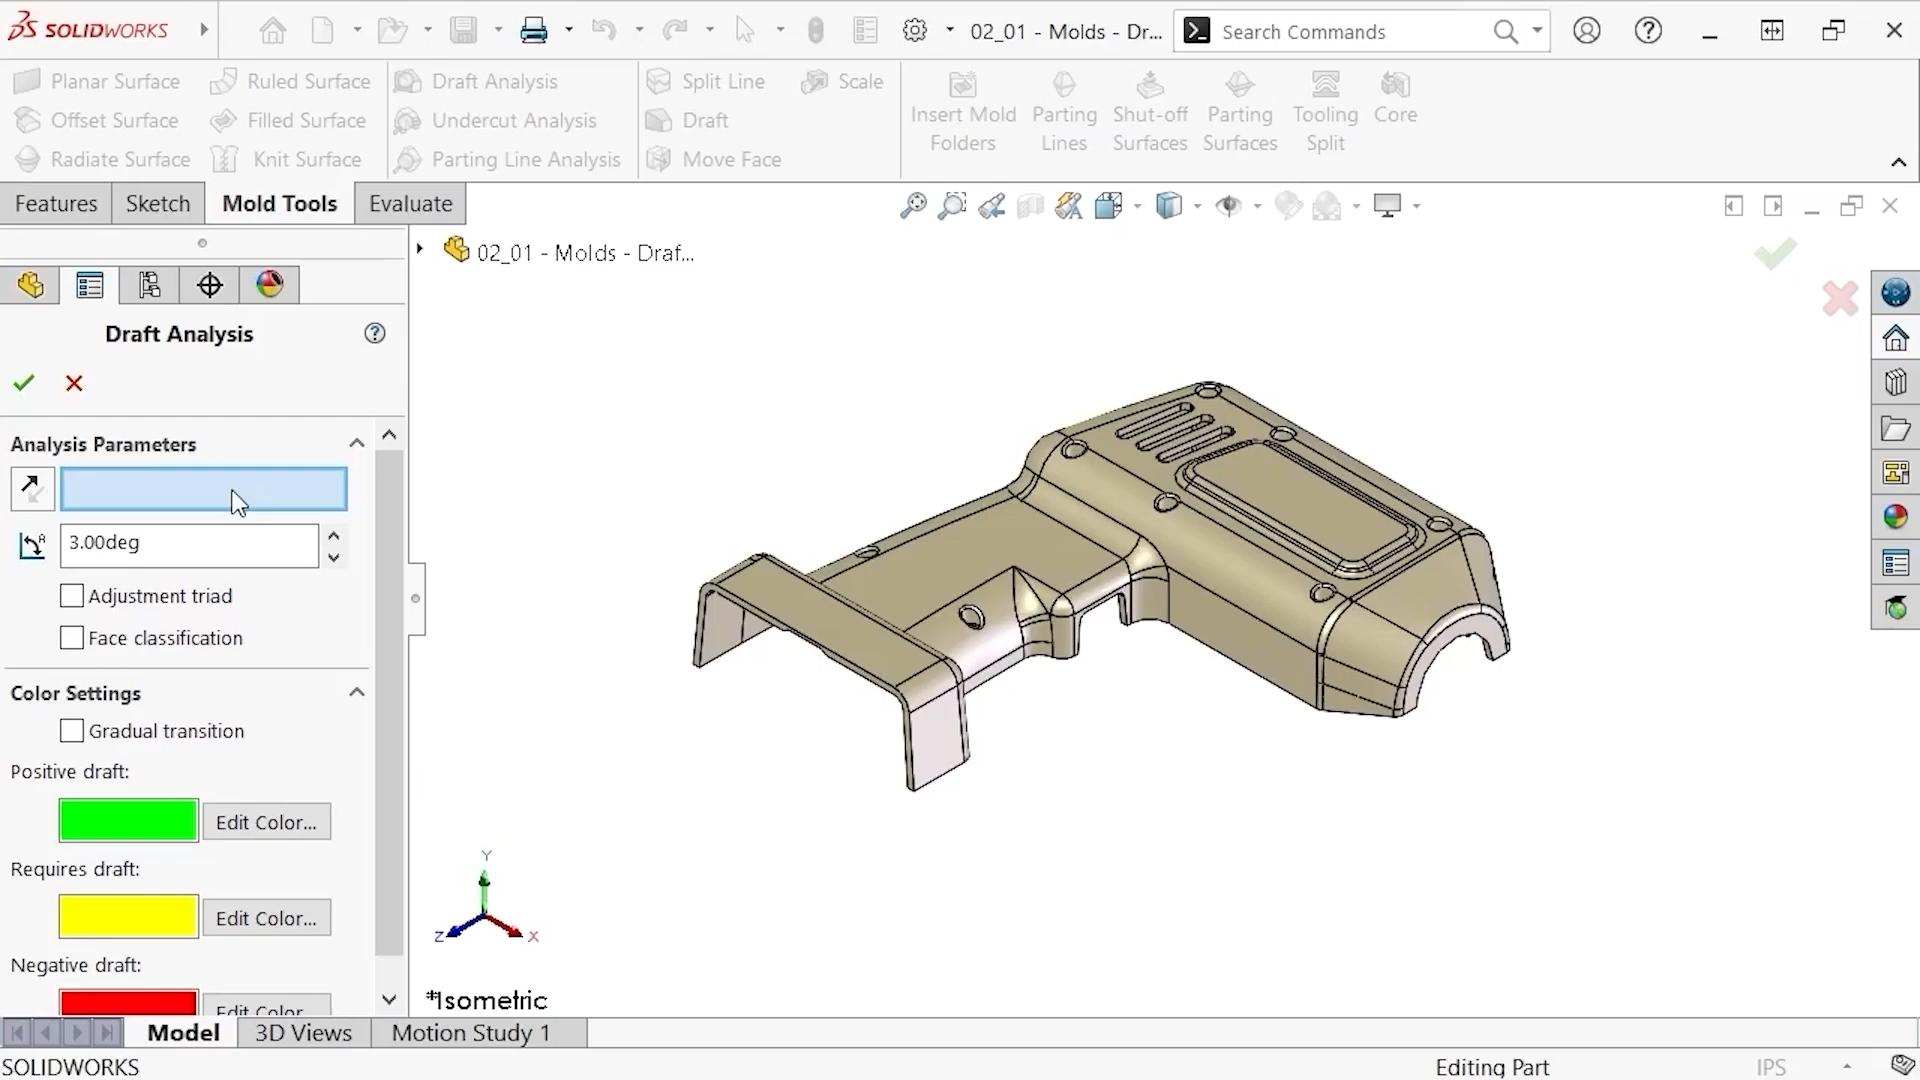 SOLIDWORKS
02_01 - Molds - Dr...
Search Commands
Planar Surface
Ruled Surface
Draft Analysis
Split Line
Scale
Offset Surface
Filled Surface
Undercut Analysis
Draft
Radiate Surface
Knit Surface
Parting Line Analysis
Move Face
Insert Mold
Folders
Parting
Lines
Shut-off
Surfaces
Parting
Surfaces
Tooling
Split
Core
Features
Sketch
Mold Tools
Evaluate
02_01 - Molds - Draf...
Draft Analysis
Analysis Parameters
3.00deg
Adjustment triad
Face classification
Color Settings
Gradual transition
Positive draft:
Edit Color...
Requires draft:
Edit Color...
Negative draft:
Edit Color...
Y
Z
X
*Isometric
Model
3D Views
Motion Study 1
SOLIDWORKS
Editing Part
IPS